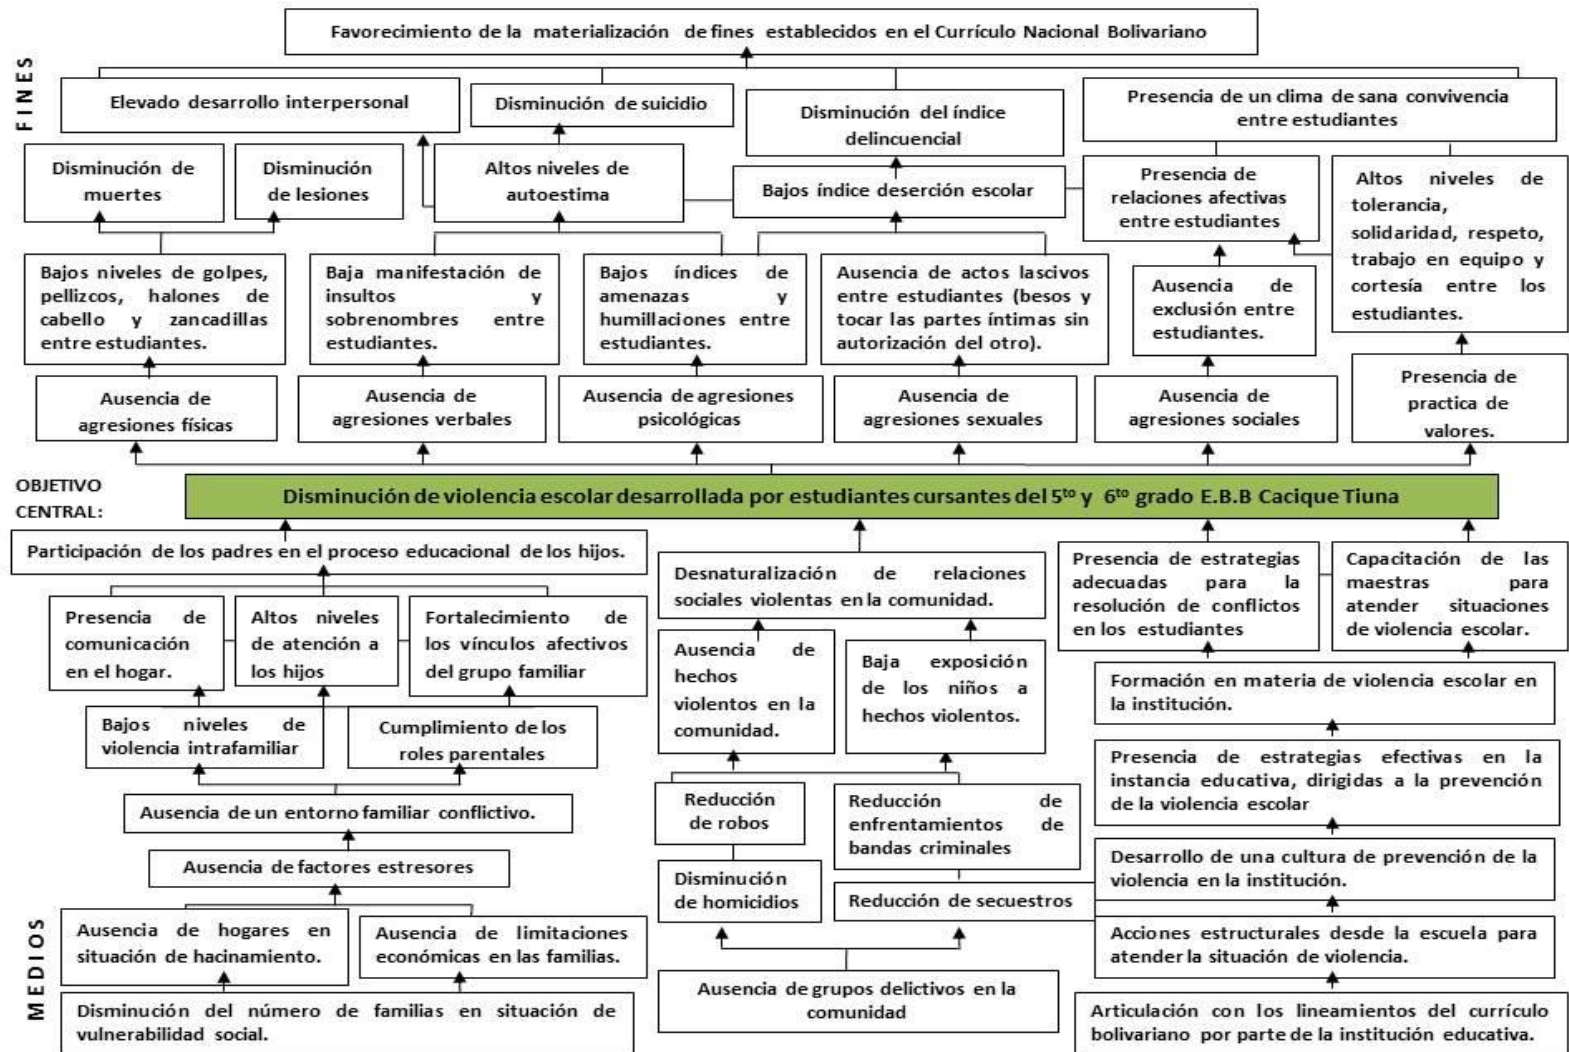 Favorecimiento de la materialización de fines establecidos en el Currículo Nacional Bolivariano
FINES
Elevado desarrollo interpersonal
Disminución de suicidio
Disminución del índice
delincuencial
Presencia de un clima de sana convivencia
entre estudiantes
Disminución de
muertes
Disminución
de lesiones
Altos niveles de
autoestima
Bajos índice deserción escolar
Presencia de
relaciones afectivas
entre estudiantes
Altos niveles de
tolerancia,
solidaridad, respeto,
trabajo en equipo y
cortesía entre los
estudiantes.
Bajos niveles de golpes,
pellizcos, halones de
cabello y zancadillas
entre estudiantes.
Baja manifestación de
insultos y
sobrenombres entre
estudiantes.
Bajos índices de
amenazas y
humillaciones entre
estudiantes.
Ausencia de actos lascivos
entre estudiantes (besos y
tocar las partes íntimas sin
autorización del otro).
Ausencia de
exclusión entre
estudiantes.
Ausencia de
agresiones físicas
Ausencia de
agresiones verbales
Ausencia de agresiones
psicológicas
Ausencia de
agresiones sexuales
Ausencia de
agresiones sociales
Presencia de
practica de
valores.
OBJETIVO
CENTRAL:
Disminución de violencia escolar desarrollada por estudiantes cursantes del 5to y 6to grado E.B.B Cacique Tiuna
Participación de los padres en el proceso educacional de los hijos.
Desnaturalización de relaciones
sociales violentas en la comunidad.
Presencia de estrategias
adecuadas para la
resolución de conflictos
en los estudiantes
Capacitación de las
maestras para
atender situaciones
de violencia escolar.
Presencia de
comunicación
en el hogar.
Altos niveles
de atención a
los hijos
Fortalecimiento de
los vínculos afectivos
del grupo familiar
Ausencia de
hechos
violentos en la
comunidad.
Baja exposición
de los niños a
hechos violentos.
Formación en materia de violencia escolar en
la institución.
Bajos niveles de
violencia intrafamiliar
Cumplimiento de los
roles parentales
Presencia de estrategias efectivas en la
instancia educativa, dirigidas a la prevención
de la violencia escolar
Ausencia de un entorno familiar conflictivo.
Reducción
de robos
Reducción de
enfrentamientos de
bandas criminales
Ausencia de factores estresores
Desarrollo de una cultura de prevención de la
violencia en la institución.
Disminución
de homicidios
Reducción de secuestros
MEDIOS
Ausencia de hogares en
situación de hacinamiento.
Ausencia de limitaciones
económicas en las familias.
Acciones estructurales desde la escuela para
atender la situación de violencia.
Ausencia de grupos delictivos en la
comunidad
Disminución del número de familias en situación de
vulnerabilidad social.
Articulación con los lineamientos del currículo
bolivariano por parte de la institución educativa.